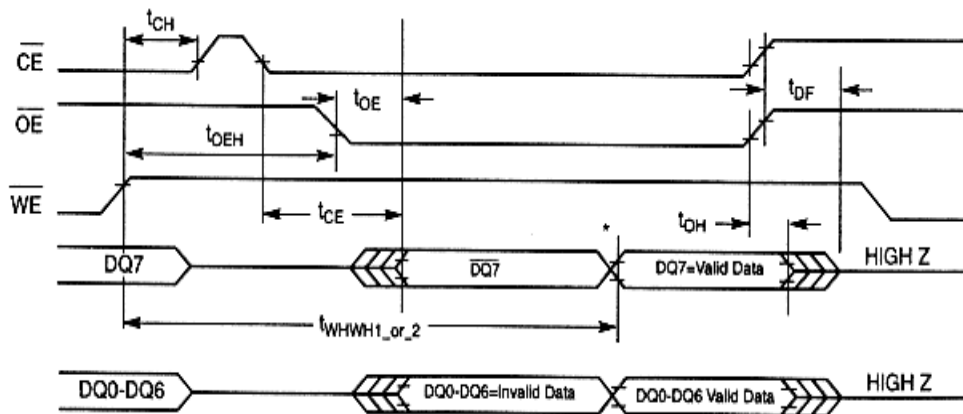 tCH
CE
tOE
tDF
OE
tOEH
WE
tCE
tOH
*
DQ7
DQ7
DQ7=Valid Data
HIGH Z
tWHWH1_or_2
DQ0-DQ6
DQ0-DQ6=Invalid Data
DQ0-DQ6 Valid Data
HIGH Z